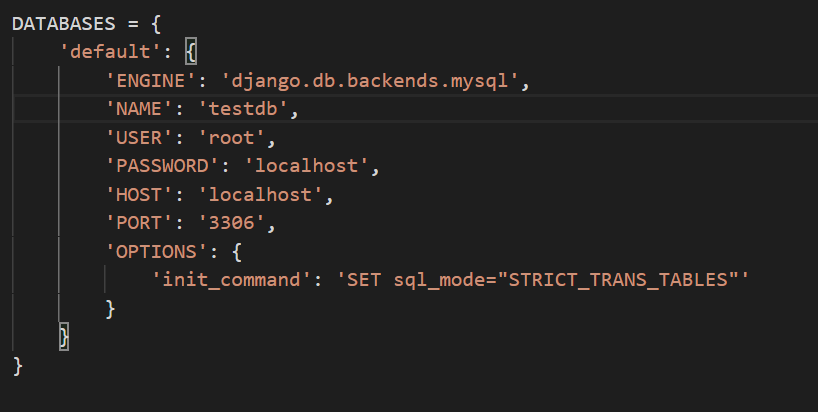 DATABASES = {
    'default': {
        'ENGINE': 'django.db.backends.mysql',
        'NAME': 'testdb',
        'USER': 'root',
        'PASSWORD': 'localhost',
        'HOST': 'localhost',
        'PORT': '3306',
        'OPTIONS': {
            'init_command': 'SET sql_mode="STRICT_TRANS_TABLES"'
        }
    }
}